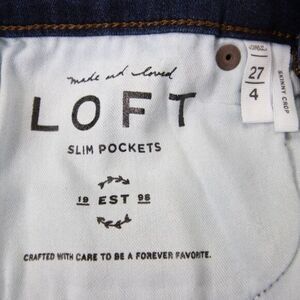 made and loved
LOFT
SLIM POCKETS
19 EST 98
CRAFTED WITH CARE TO BE A FOREVER FAVORITE.
27
4
SKINNY CROP